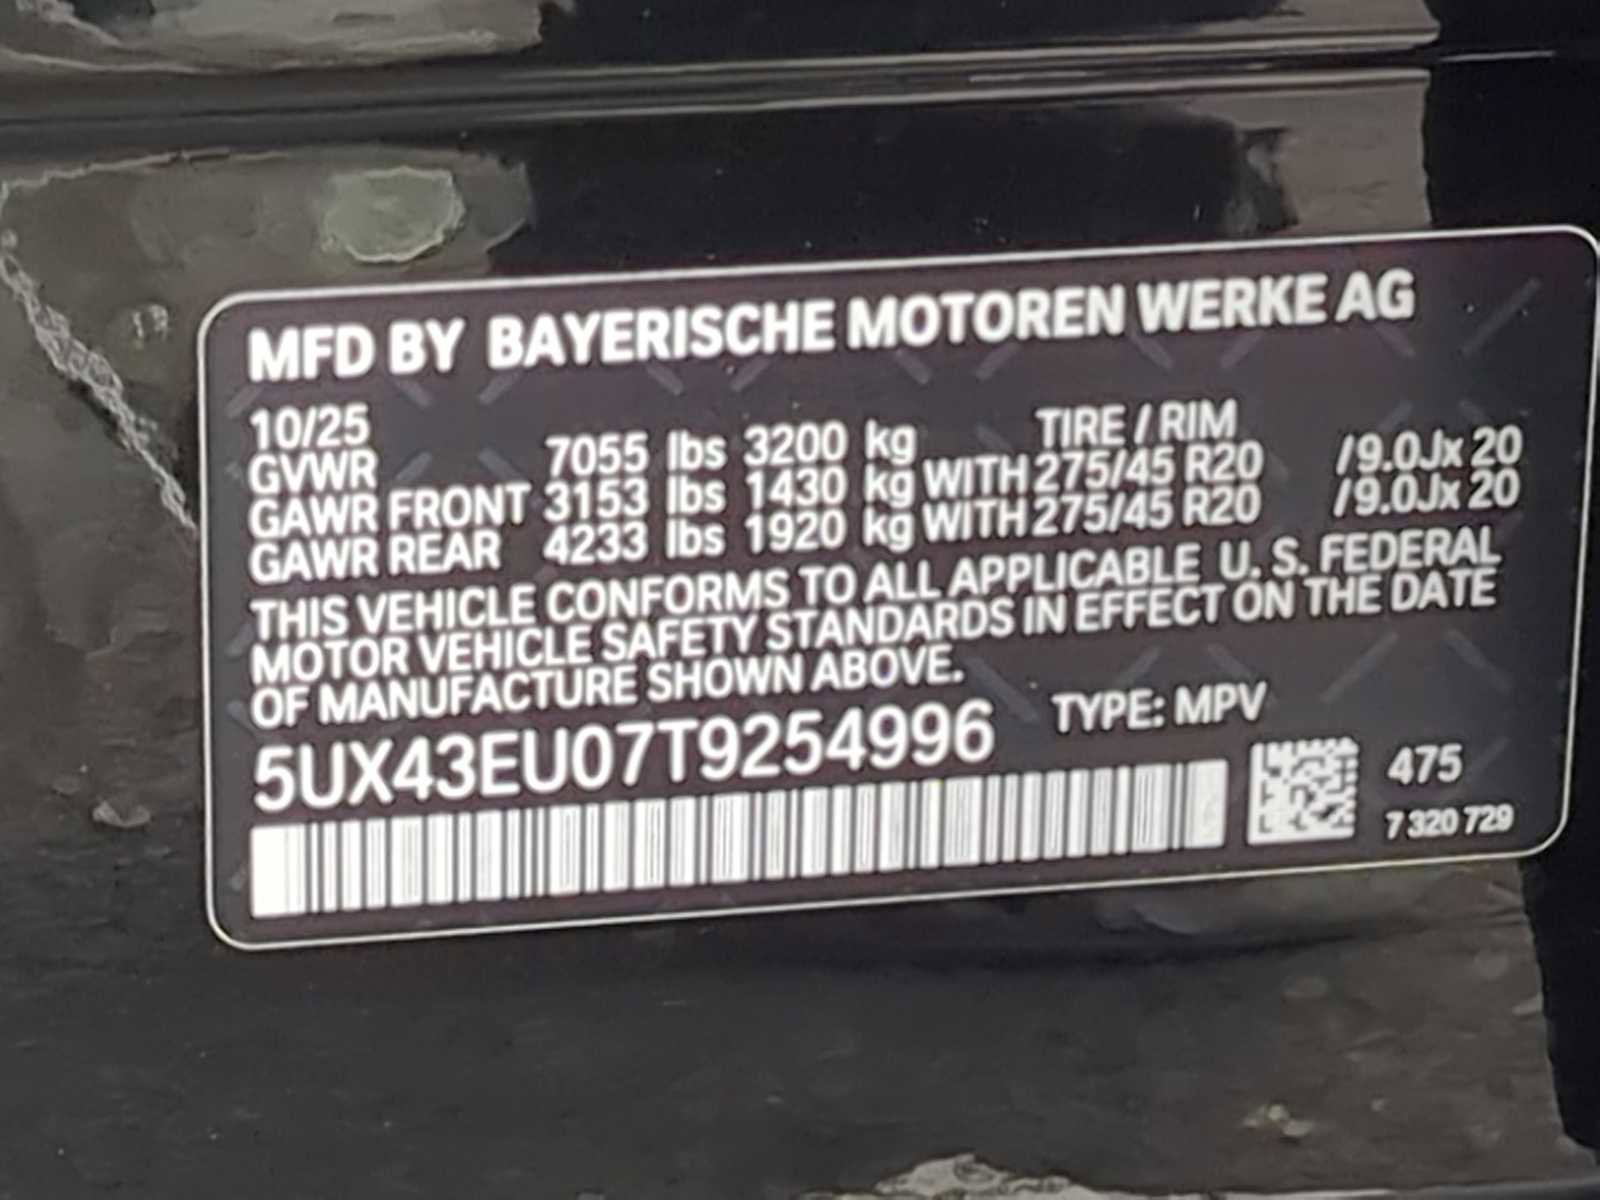 MFD BY BAYERISCHE MOTOREN WERKE AG
10/25
TIRE / RIM
GVWR 7055 lbs 3200 kg
GAWR FRONT 3153 lbs 1430 kg WITH 275/45 R20 /9.0Jx 20
GAWR REAR 4233 lbs 1920 kg WITH 275/45 R20 /9.0Jx 20
THIS VEHICLE CONFORMS TO ALL APPLICABLE U.S. FEDERAL
MOTOR VEHICLE SAFETY STANDARDS IN EFFECT ON THE DATE
OF MANUFACTURE SHOWN ABOVE.
5UX43EU07T9254996 TYPE: MPV
475
7 320 729